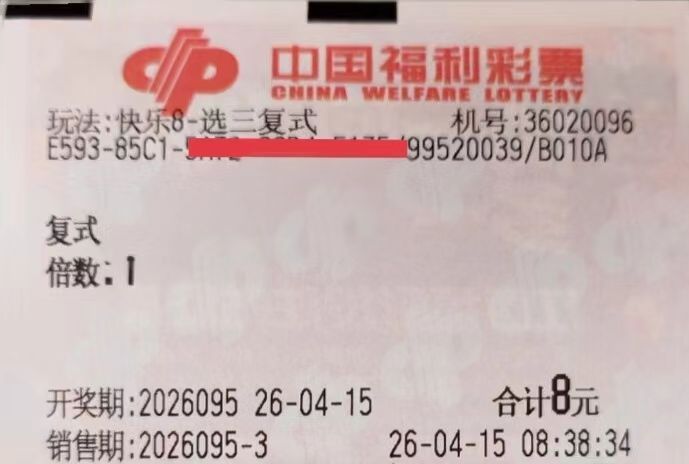 中国福利彩票
CHINA WELFARE LOTTERY
玩法:快乐8-选三复式 机号:36020096
E593-85C1- /99520039/B010A
复式
倍数:1
开奖期:2026095 26-04-15 合计8元
销售期:2026095-3 26-04-15 08:38:34